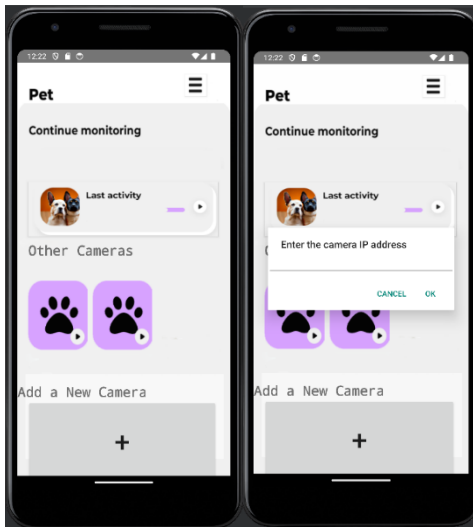 12:22
Pet
Continue monitoring
Last activity
Other Cameras
Add a New Camera
+
12:22
Pet
Continue monitoring
Last activity
Enter the camera IP address
CANCEL OK
Add a New Camera
+